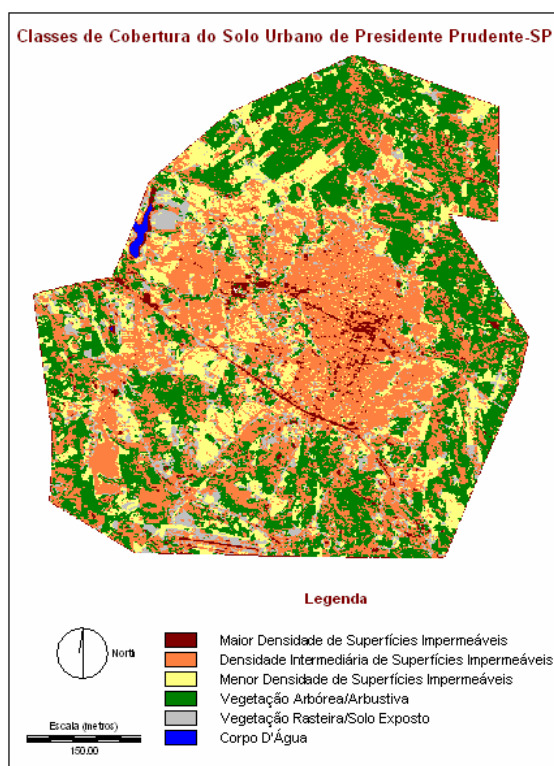 Classes de Cobertura do Solo Urbano de Presidente Prudente-SP
Legenda
North
Maior Densidade de Superfícies Impermeáveis
Densidade Intermediária de Superfícies Impermeáveis
Menor Densidade de Superfícies Impermeáveis
Vegetação Arbórea/Arbustiva
Vegetação Rasteira/Solo Exposto
Corpo D'Água
Escala (metros)
150.00